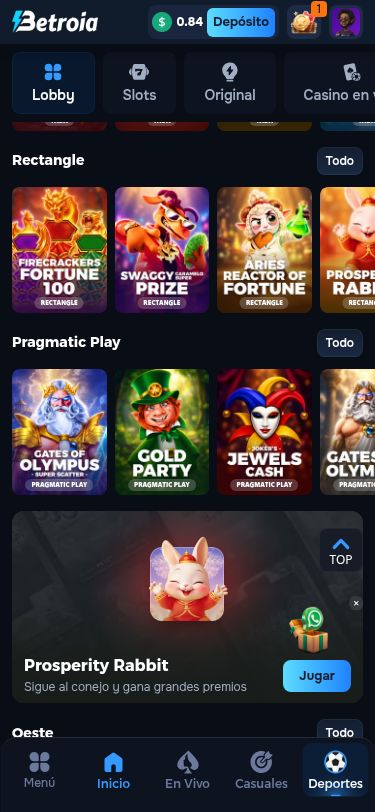 Betroia
$ 0.84 Depósito
1
Lobby
Slots
Original
Casino en v
Rectangle
Todo
FIRECRACKERS
FORTUNE
100
RECTANGLE
SWAGGY CARAMELO SUPER
PRIZE
RECTANGLE
ARIES
REACTOR OF
FORTUNE
RECTANGLE
PROSPE
RAB
RECTAN
Pragmatic Play
Todo
GATES OF
OLYMPUS
SUPER SCATTER
PRAGMATIC PLAY
GOLD
PARTY
PRAGMATIC PLAY
JOKER'S
JEWELS
CASH
PRAGMATIC PLAY
GATES
OLYM
PRAGMATI
TOP
Prosperity Rabbit
Sigue al conejo y gana grandes premios
Jugar
Oeste
Todo
Menú
Inicio
En Vivo
Casuales
Deportes